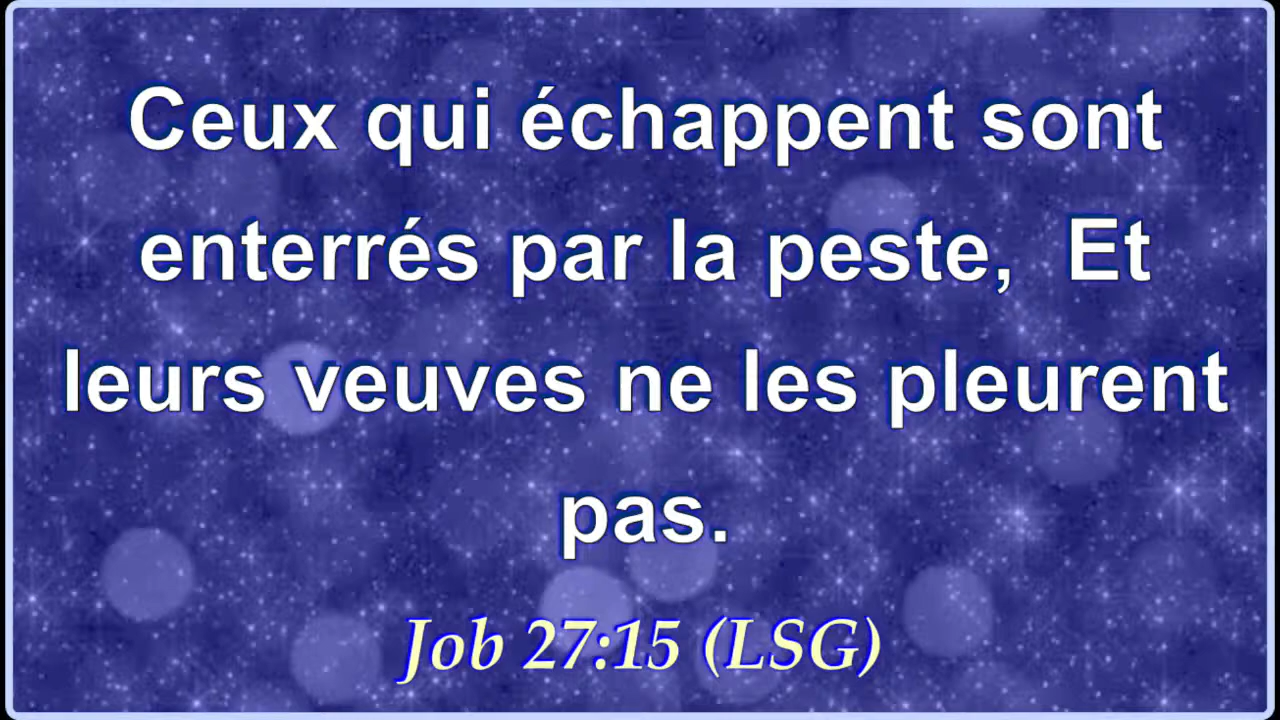 Ceux qui échappent sont
enterrés par la peste,  Et
leurs veuves ne les pleurent
pas.
Job 27:15 (LSG)